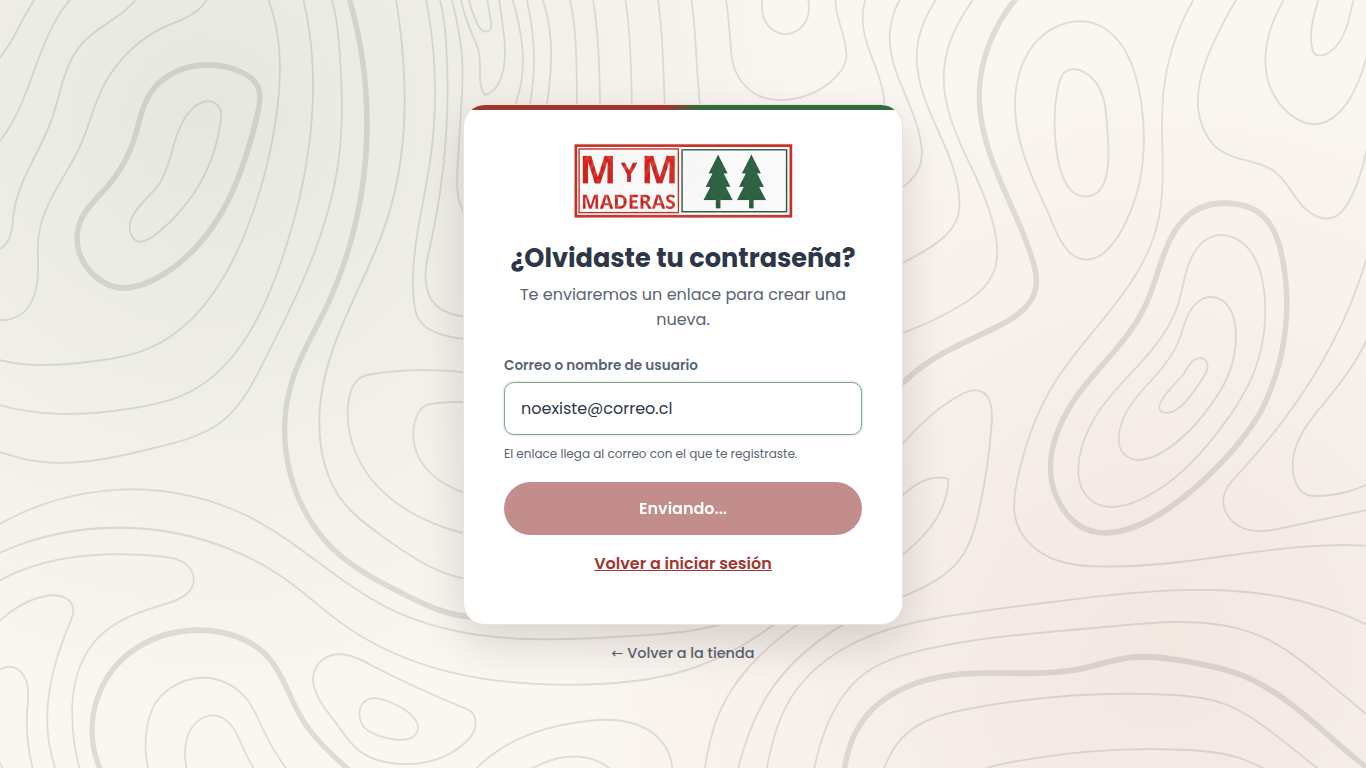 MYM
MADERAS
¿Olvidaste tu contraseña?
Te enviaremos un enlace para crear una
nueva.
Correo o nombre de usuario
noexiste@correo.cl
El enlace llega al correo con el que te registraste.
Enviando...
Volver a iniciar sesión
← Volver a la tienda